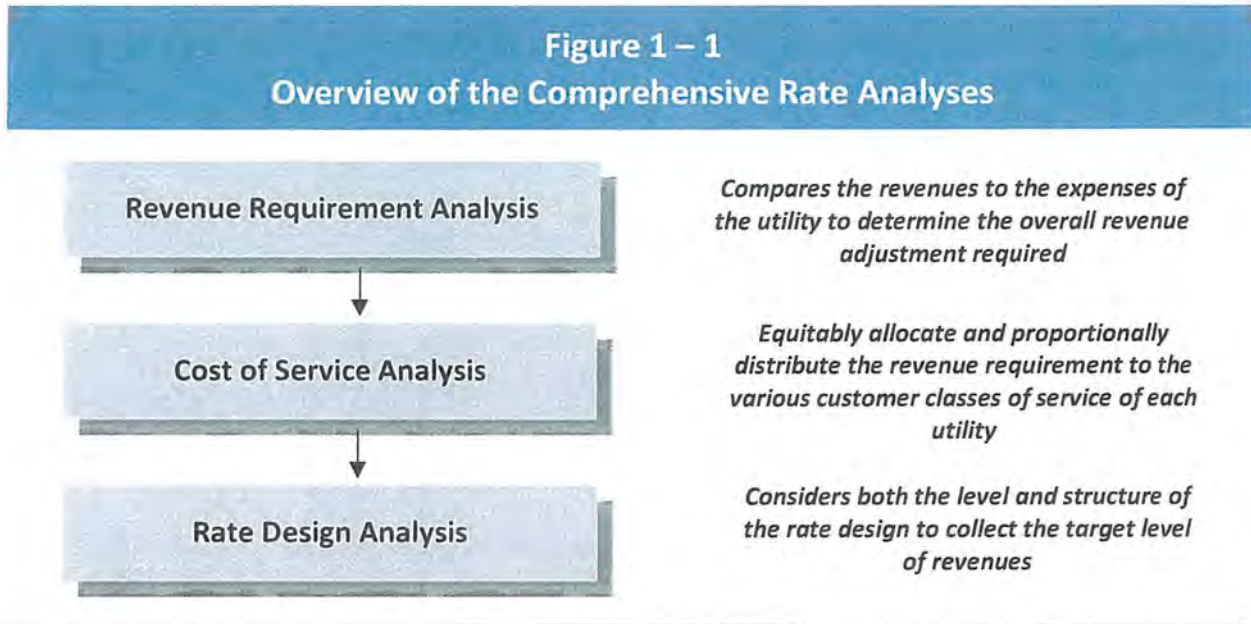 Figure 1 – 1
Overview of the Comprehensive Rate Analyses
Revenue Requirement Analysis
Compares the revenues to the expenses of
the utility to determine the overall revenue
adjustment required
Cost of Service Analysis
Equitably allocate and proportionally
distribute the revenue requirement to the
various customer classes of service of each
utility
Rate Design Analysis
Considers both the level and structure of
the rate design to collect the target level
of revenues